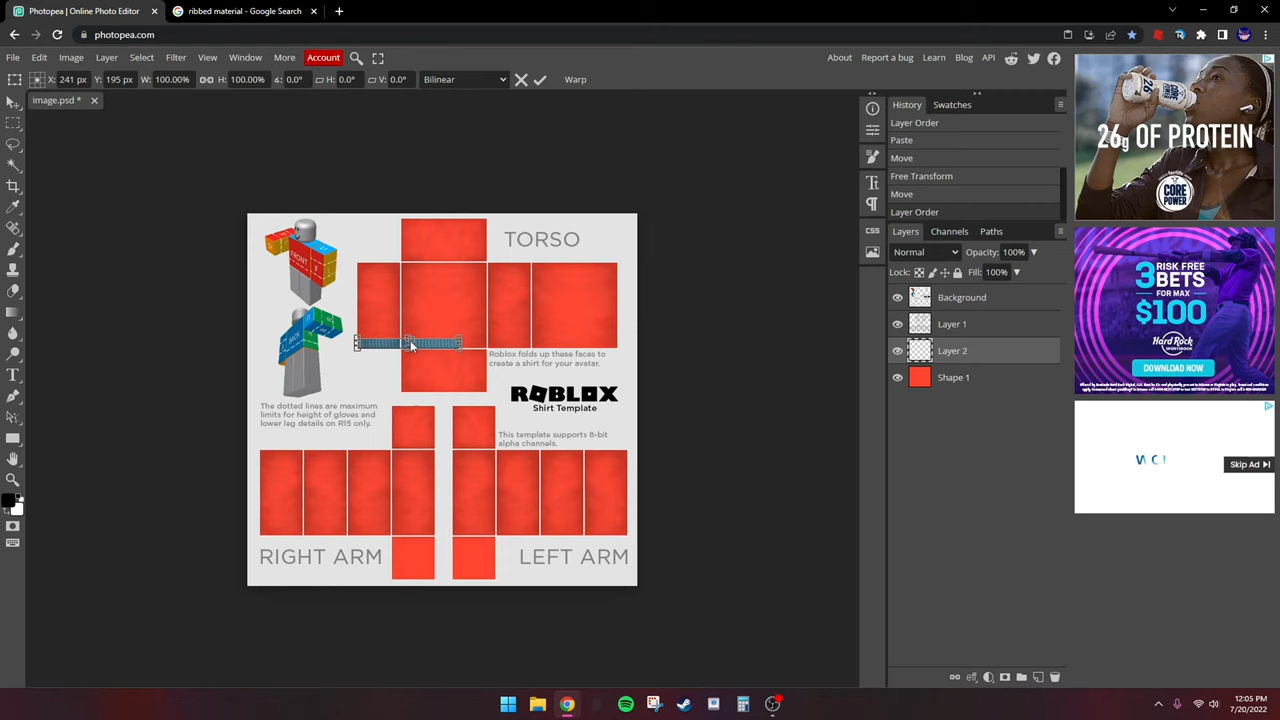 Photopea | Online Photo Editor
ribbed material - Google Search
photopea.com
File Edit Image Layer Select Filter View Window More Account
About Report a bug Learn Blog API
X: 241 px Y: 195 px W: 100.00% H: 100.00% 0.0° H: 0.0° V: 0.0° Bilinear Warp
image.psd *
History Swatches
Layer Order
Paste
Move
Free Transform
Move
Layer Order
Layers Channels Paths
Normal Opacity: 100%
Lock: Fill: 100%
Background
Layer 1
Layer 2
Shape 1
CSS
TORSO
FRONT
F
BACK
Roblox folds up these faces to
create a shirt for your avatar.
ROBLOX
Shirt Template
The dotted lines are maximum
limits for height of gloves and
lower leg details on R15 only.
This template supports 8-bit
alpha channels.
RIGHT ARM
LEFT ARM
26g OF PROTEIN
CORE
POWER
3 RISK FREE
BETS
FOR MAX
$100
Hard Rock
SPORTSBOOK
DOWNLOAD NOW
Skip Ad
12:05 PM
7/20/2022